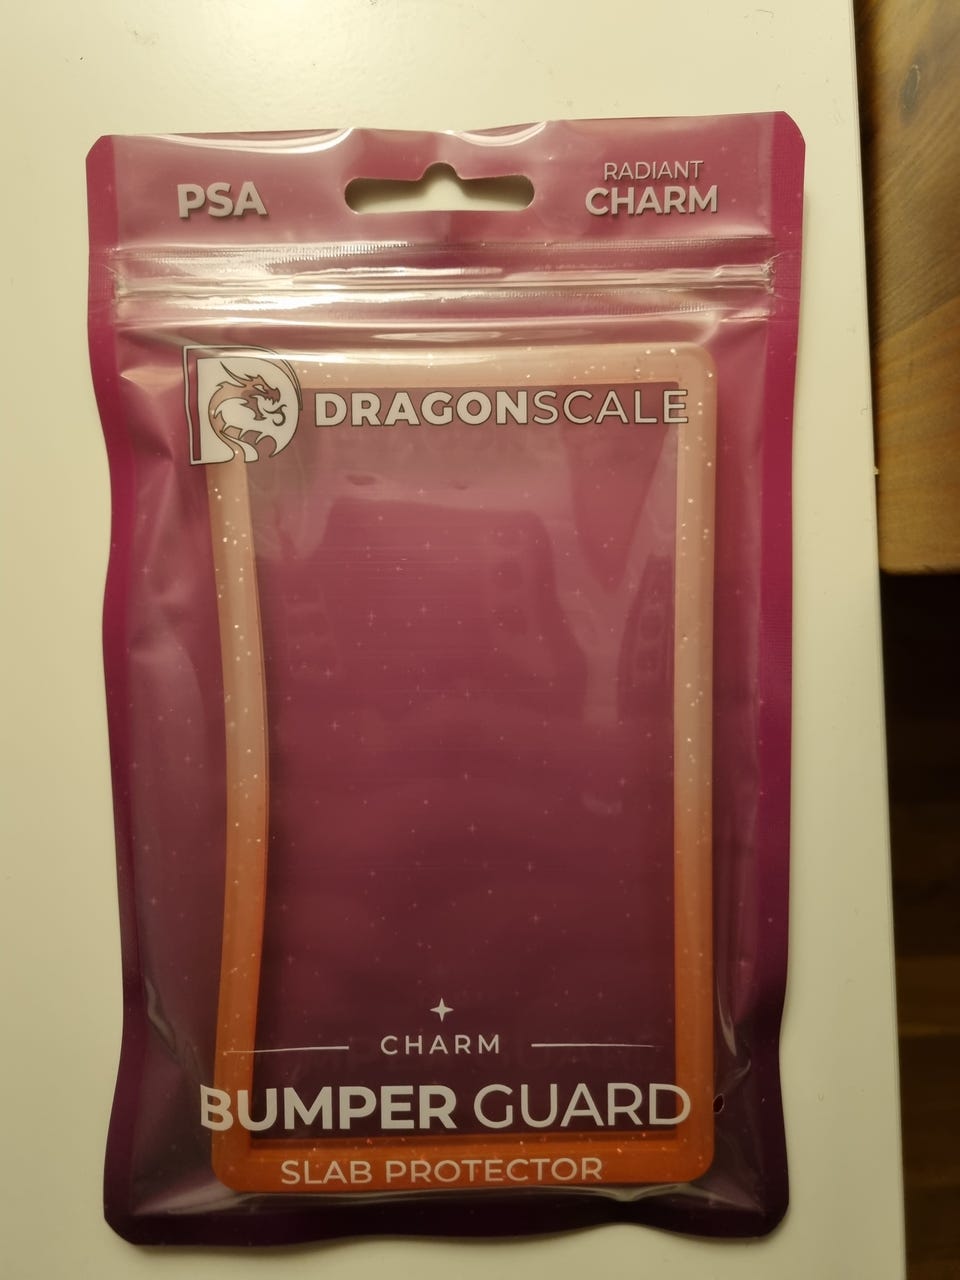 PSA
RADIANT
CHARM
DRAGONSCALE
CHARM
BUMPER GUARD
SLAB PROTECTOR